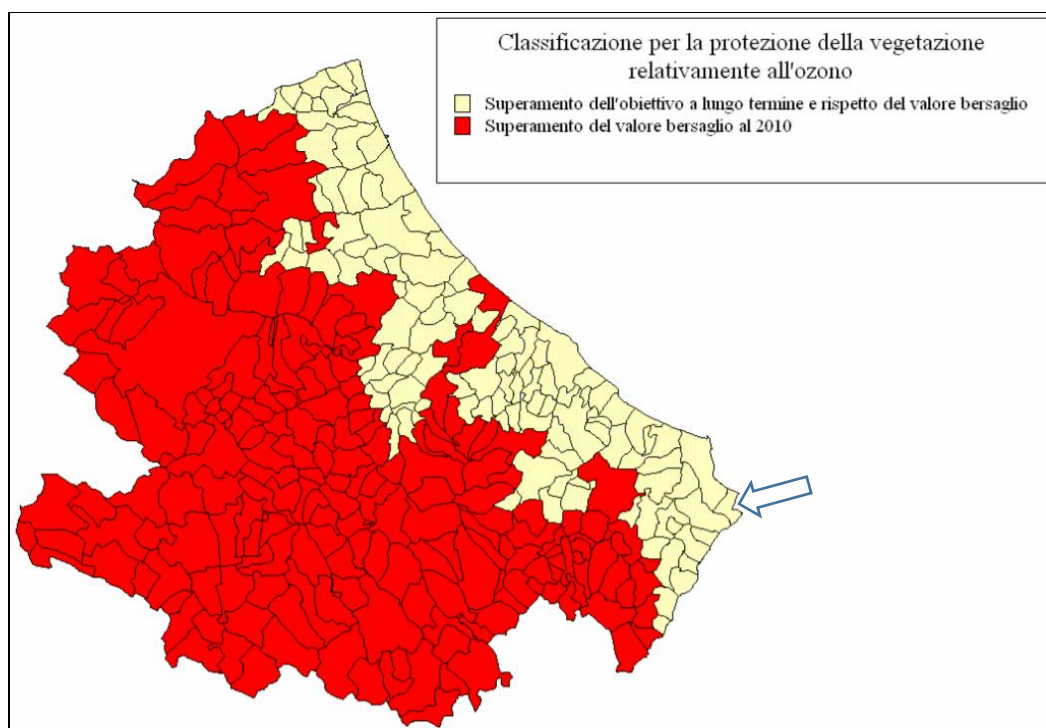 Classificazione per la protezione della vegetazione
relativamente all'ozono
Superamento dell'obiettivo a lungo termine e rispetto del valore bersaglio
Superamento del valore bersaglio al 2010